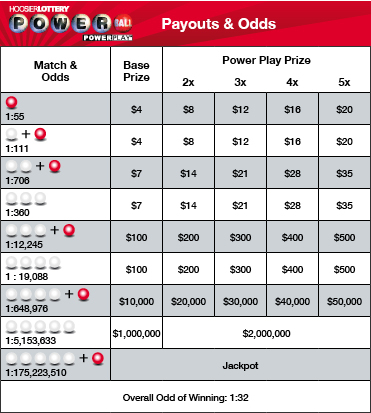 HOOSIERLOTTERY
POWERBALL
POWERPLAY
Payouts & Odds
Match & Odds Base Prize Power Play Prize
2x 3x 4x 5x
1:55 $4 $8 $12 $16 $20
+
1:111 $4 $8 $12 $16 $20
+
1:706 $7 $14 $21 $28 $35
1:360 $7 $14 $21 $28 $35
+
1:12,245 $100 $200 $300 $400 $500
1 : 19,088 $100 $200 $300 $400 $500
+
1:648,976 $10,000 $20,000 $30,000 $40,000 $50,000
1:5,153,633 $1,000,000 $2,000,000
+
1:175,223,510 Jackpot
Overall Odd of Winning: 1:32